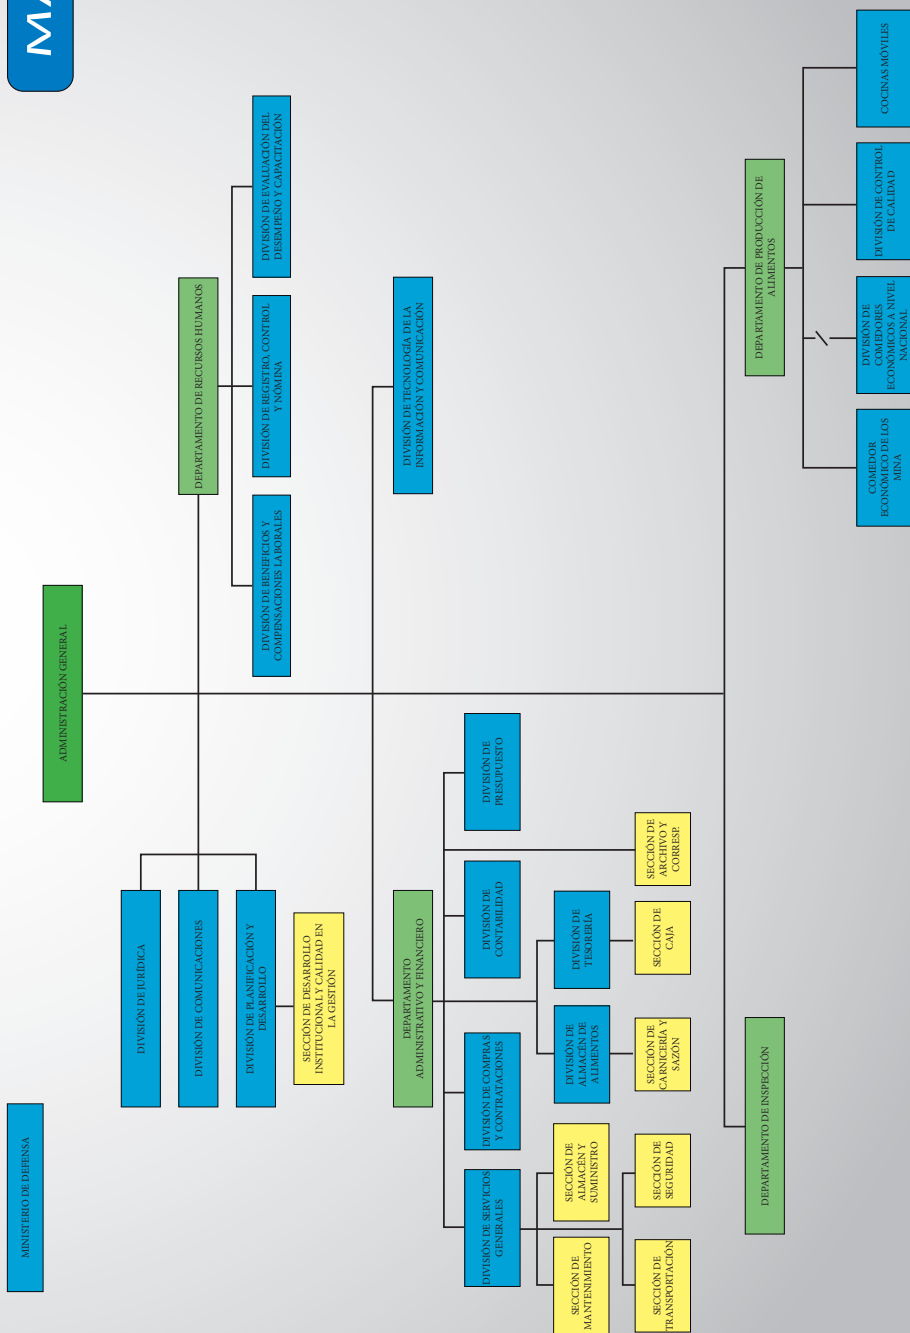 MA
MINISTERIO DE DEFENSA
ADMINISTRACIÓN GENERAL
DIVISIÓN DE JURÍDICA
DIVISIÓN DE COMUNICACIONES
DIVISIÓN DE PLANIFICACIÓN Y
DESARROLLO
SECCIÓN DE DESARROLLO
INSTITUCIONAL Y CALIDAD EN
LA GESTIÓN
DEPARTAMENTO DE RECURSOS HUMANOS
DIVISIÓN DE BENEFICIOS Y
COMPENSACIONES LABORALES
DIVISIÓN DE REGISTRO, CONTROL
Y NÓMINA
DIVISIÓN DE EVALUACIÓN DEL
DESEMPEÑO Y CAPACITACIÓN
DEPARTAMENTO
ADMINISTRATIVO Y FINANCIERO
DIVISIÓN DE TECNOLOGÍA DE LA
INFORMACIÓN Y COMUNICACIÓN
DIVISIÓN DE SERVICIOS
GENERALES
DIVISIÓN DE COMPRAS
Y CONTRATACIONES
DIVISIÓN DE
CONTABILIDAD
DIVISIÓN DE
PRESUPUESTO
SECCIÓN DE
MANTENIMIENTO
SECCIÓN DE
ALMACÉN Y
SUMINISTRO
DIVISIÓN DE
ALMACÉN DE
ALIMENTOS
DIVISIÓN DE
TESORERÍA
SECCIÓN DE
TRANSPORTACIÓN
SECCIÓN DE
SEGURIDAD
SECCIÓN DE
CARNICERÍA Y
SAZÓN
SECCIÓN DE
CAJA
SECCIÓN DE
ARCHIVO Y
CORRESP.
DEPARTAMENTO DE INSPECCIÓN
DEPARTAMENTO DE PRODUCCIÓN DE
ALIMENTOS
COMEDOR
ECONÓMICO DE LOS
MINA
DIVISIÓN DE
COMEDORES
ECONÓMICOS A NIVEL
NACIONAL
DIVISIÓN DE CONTROL
DE CALIDAD
COCINAS MÓVILES